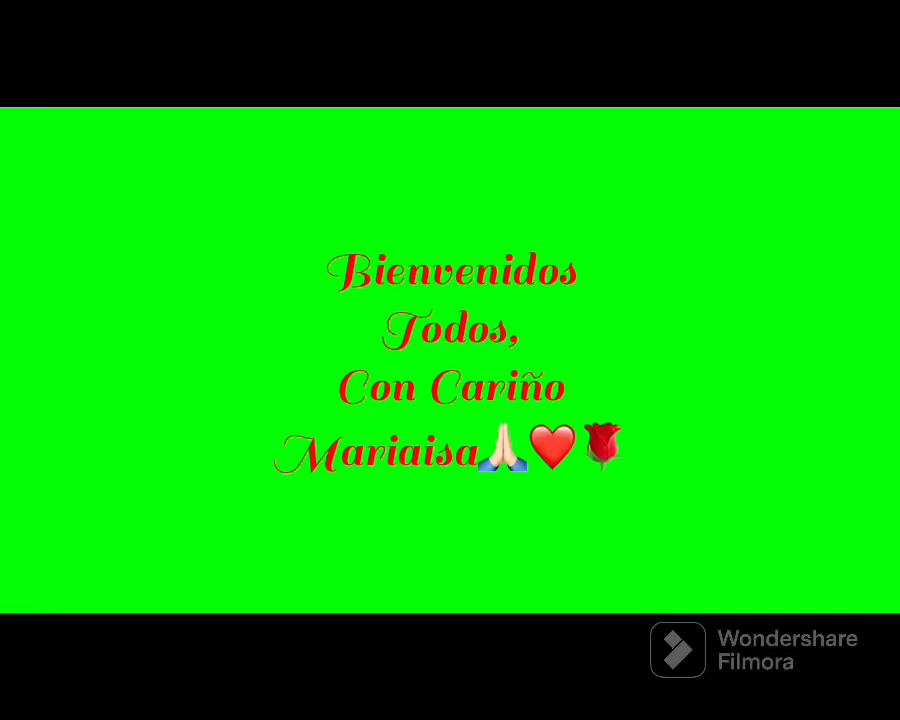 Bienvenidos
Todos,
Con Cariño
Mariaisa🙏🏻❤️🌹
Wondershare
Filmora